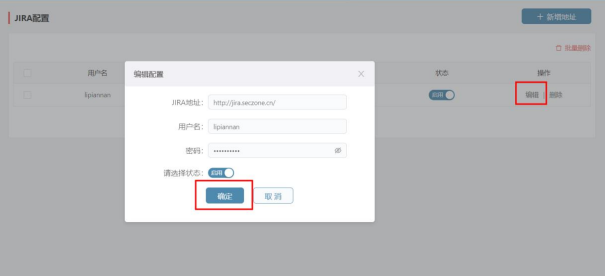 JIRA配置
+ 新增地址
批量删除
用户名
状态
操作
lipiannan
启用
编辑 | 删除
编辑配置
JIRA地址: http://jira.seczone.cn/
用户名: lipiannan
密码: ··········
请选择状态: 启用
确定
取消